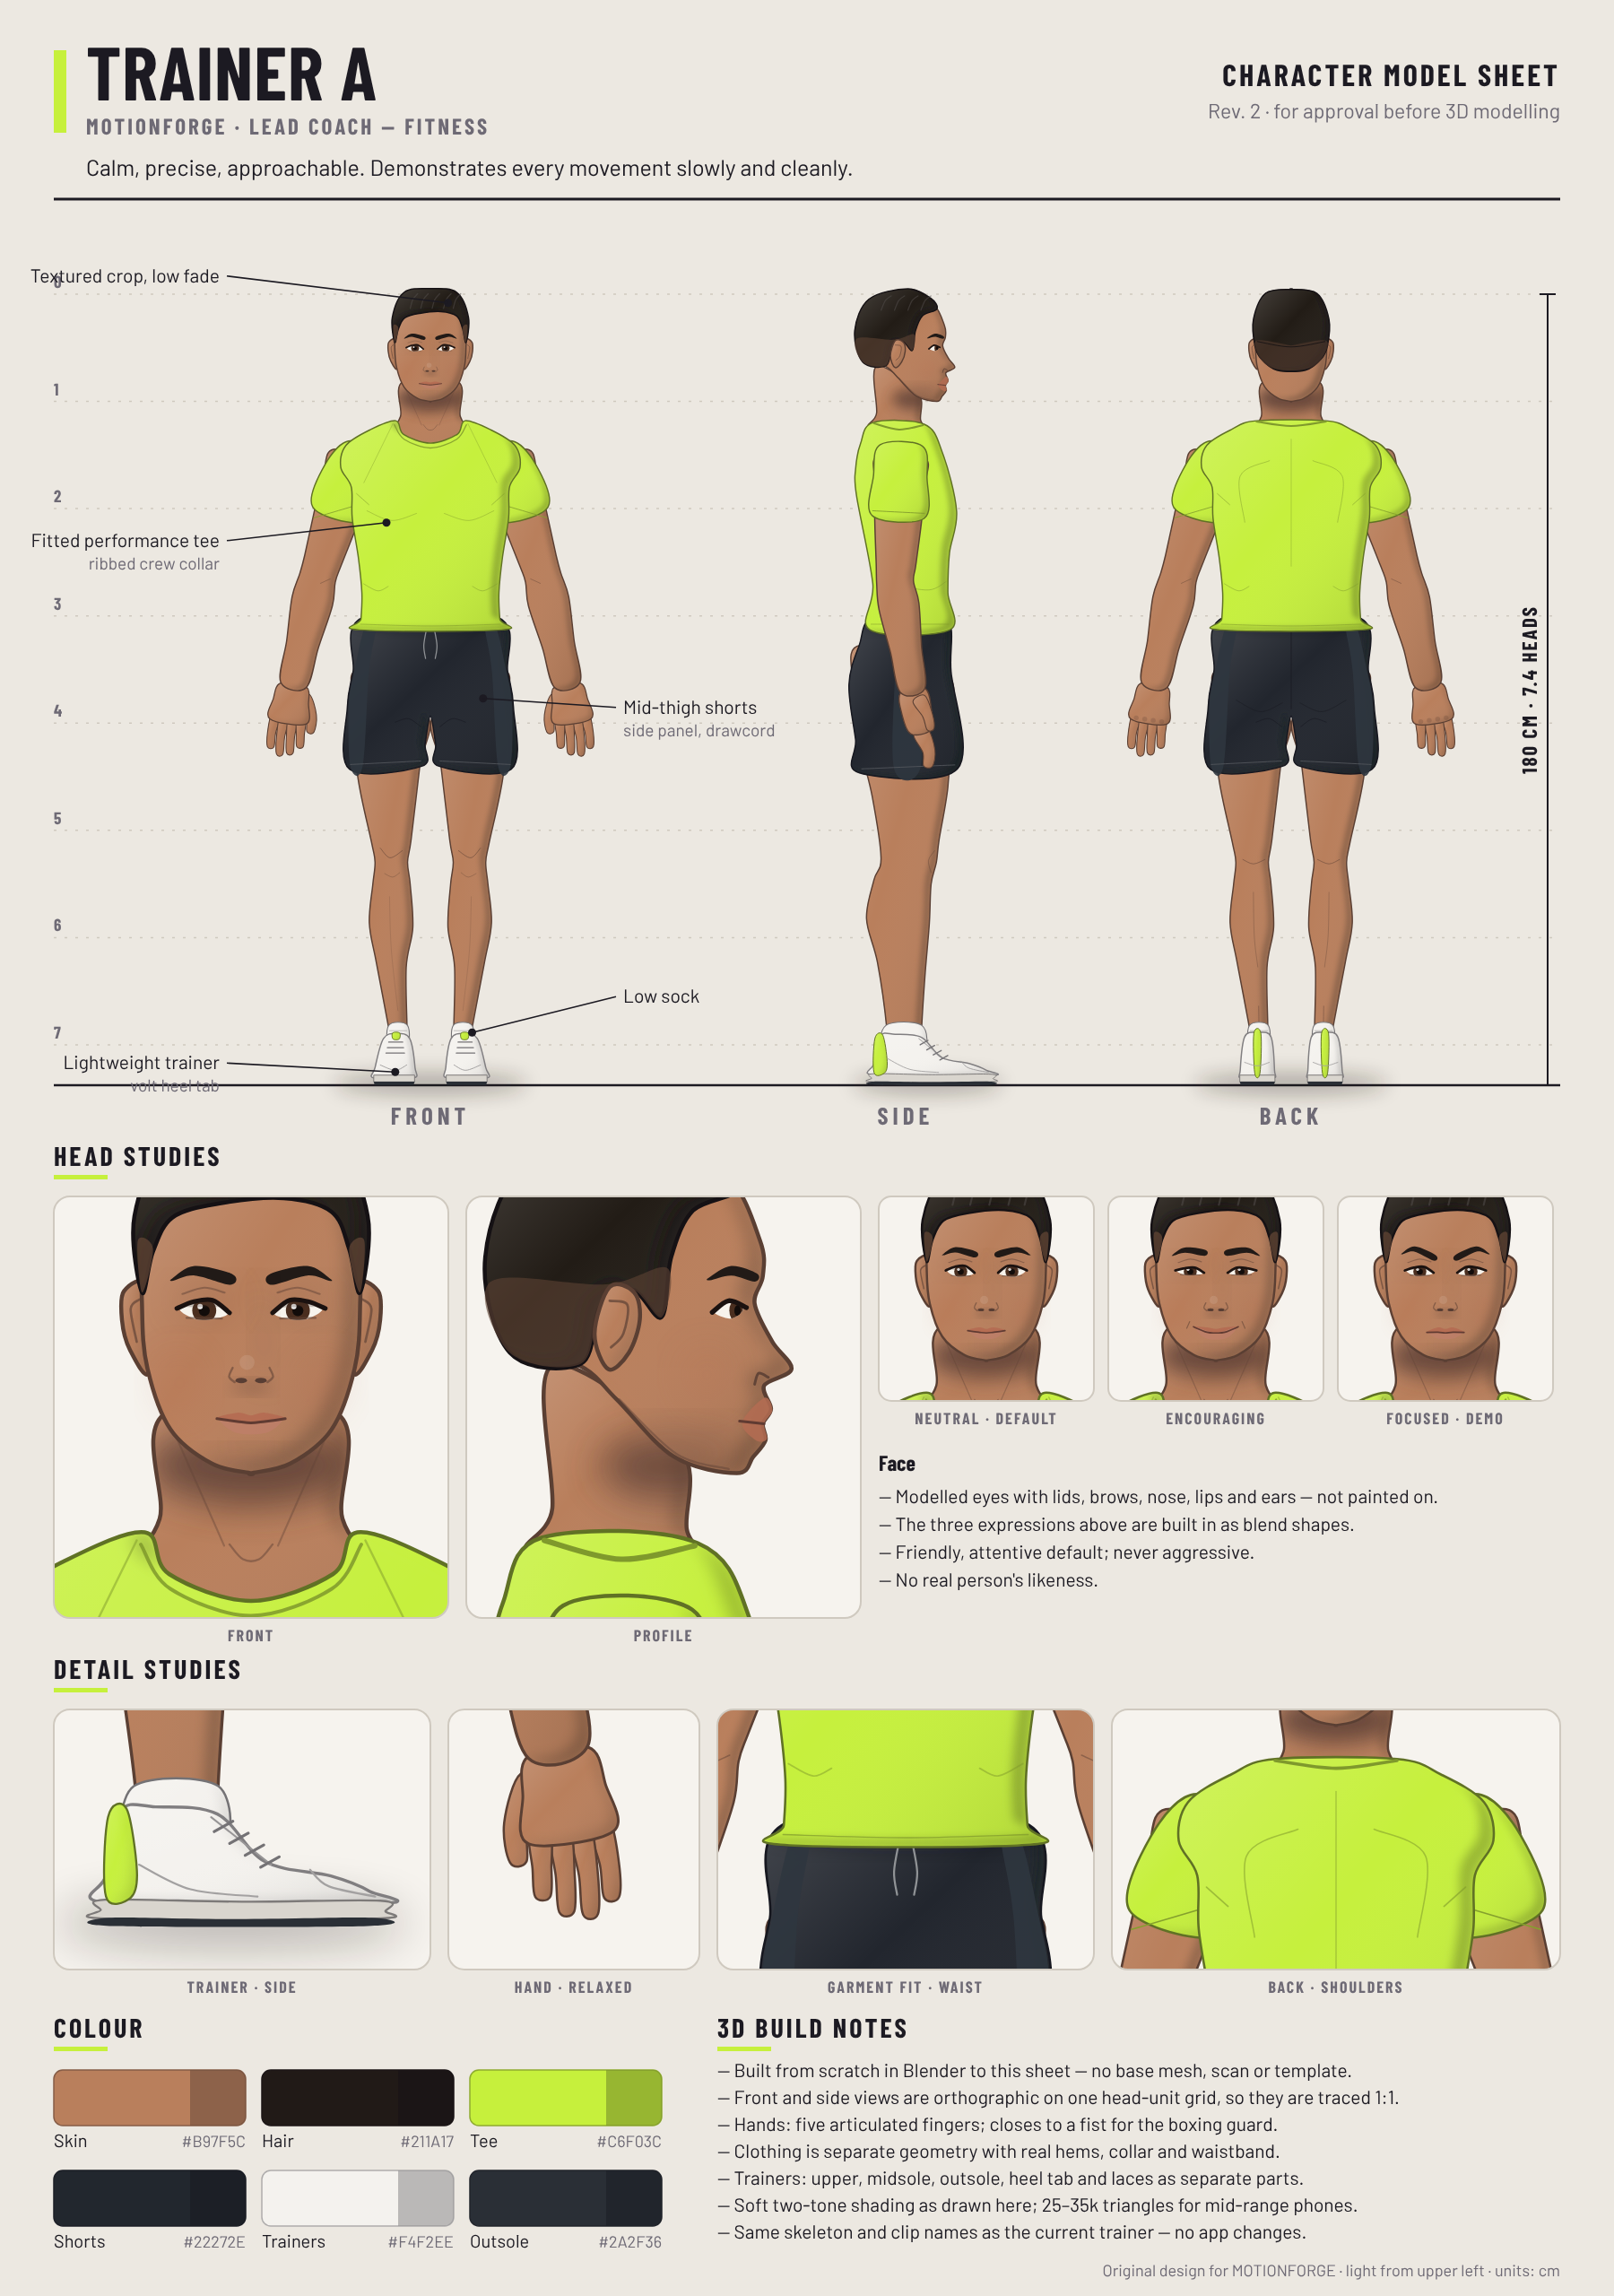 TRAINER A
MOTIONFORGE · LEAD COACH — FITNESS
Calm, precise, approachable. Demonstrates every movement slowly and cleanly.
CHARACTER MODEL SHEET
Rev. 2 · for approval before 3D modelling
Textured crop, low fade
0
1
2
Fitted performance tee
ribbed crew collar
3
4
Mid-thigh shorts
side panel, drawcord
180 CM · 7.4 HEADS
5
6
Low sock
7
Lightweight trainer
volt heel tab
FRONT
SIDE
BACK
HEAD STUDIES
FRONT
PROFILE
NEUTRAL · DEFAULT
ENCOURAGING
FOCUSED · DEMO
Face
— Modelled eyes with lids, brows, nose, lips and ears — not painted on.
— The three expressions above are built in as blend shapes.
— Friendly, attentive default; never aggressive.
— No real person's likeness.
DETAIL STUDIES
TRAINER · SIDE
HAND · RELAXED
GARMENT FIT · WAIST
BACK · SHOULDERS
COLOUR
Skin #B97F5C
Hair #211A17
Tee #C6F03C
Shorts #22272E
Trainers #F4F2EE
Outsole #2A2F36
3D BUILD NOTES
— Built from scratch in Blender to this sheet — no base mesh, scan or template.
— Front and side views are orthographic on one head-unit grid, so they are traced 1:1.
— Hands: five articulated fingers; closes to a fist for the boxing guard.
— Clothing is separate geometry with real hems, collar and waistband.
— Trainers: upper, midsole, outsole, heel tab and laces as separate parts.
— Soft two-tone shading as drawn here; 25–35k triangles for mid-range phones.
— Same skeleton and clip names as the current trainer — no app changes.
Original design for MOTIONFORGE · light from upper left · units: cm